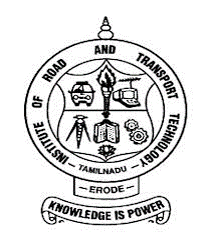 INSTITUTE OF ROAD AND TRANSPORT TECHNOLOGY
TAMILNADU
ERODE
KNOWLEDGE IS POWER